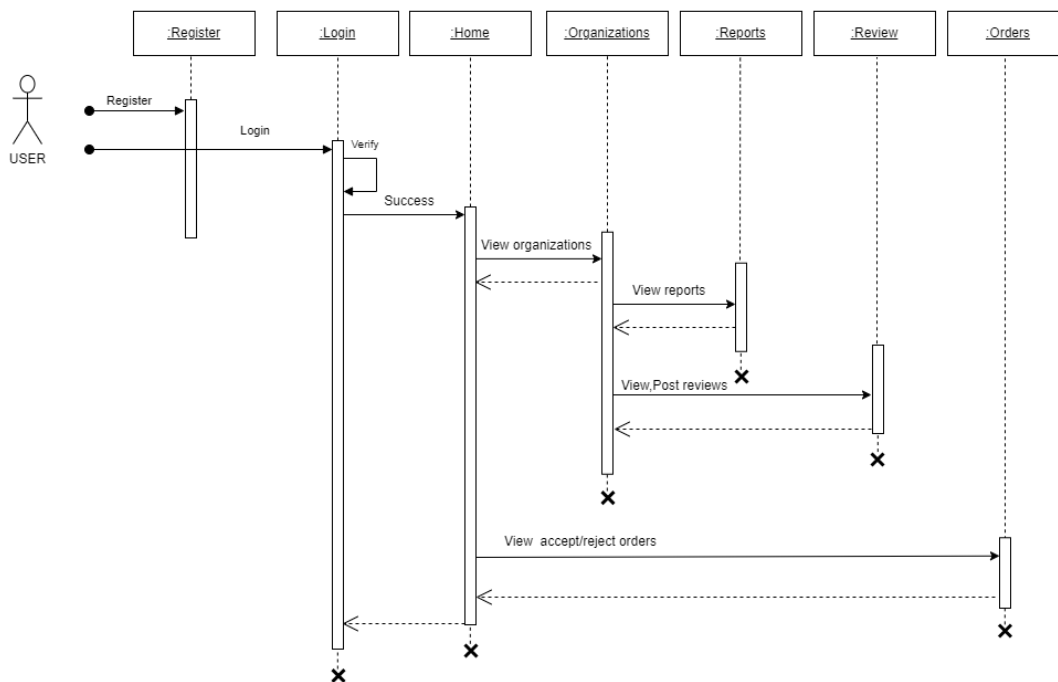 :Register
:Login
:Home
:Organizations
:Reports
:Review
:Orders
Register
Login
USER
Verify
Success
View organizations
View reports
View,Post reviews
View  accept/reject orders